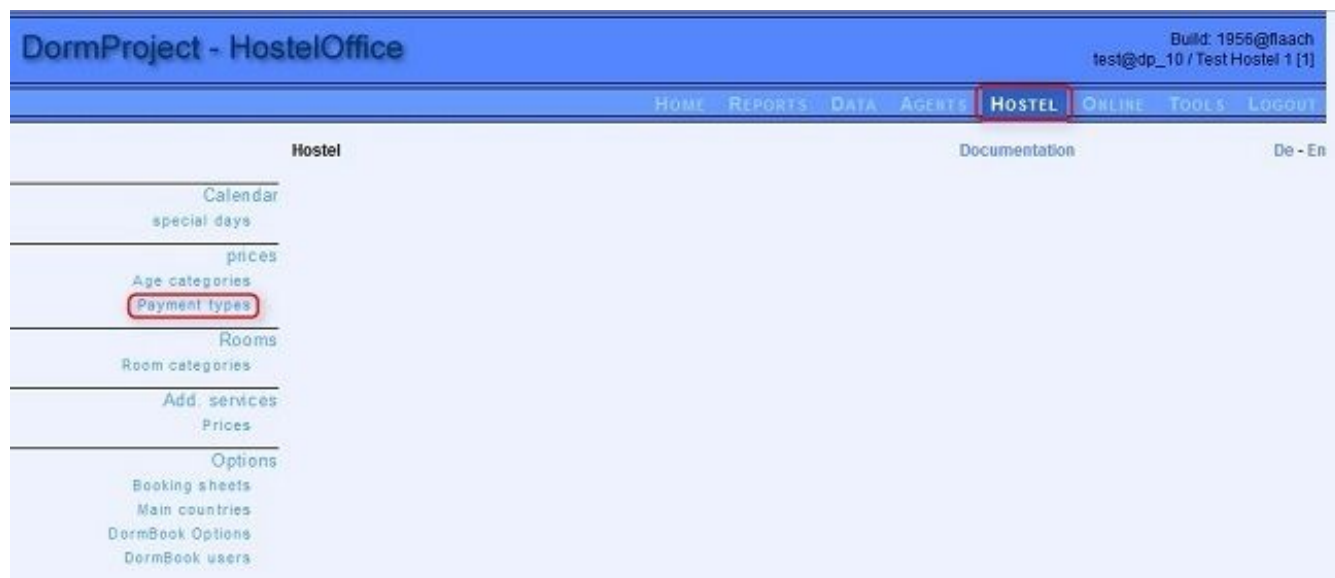 DormProject - HostelOffice
Build: 1956@flaach
test@dp_10 / Test Hostel 1 [1]
HOME REPORTS DATA AGENTS HOSTEL ONLINE TOOLS LOGOUT
Hostel Documentation De - En
Calendar
special days
prices
Age categories
Payment types
Rooms
Room categories
Add. services
Prices
Options
Booking sheets
Main countries
DormBook Options
DormBook users